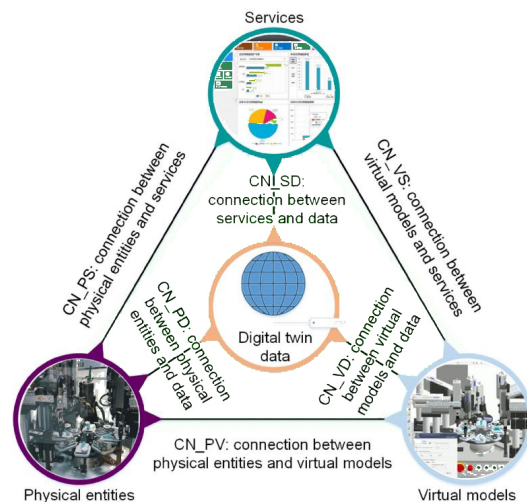 Services
CN_SD:
connection between
services and data
CN_PS: connection between
physical entities and services
CN_VS: connection between
virtual models and services
Digital twin
data
CN_PD: connection
between physical
entities and data
CN_VD: connection
between virtual
models and data
CN_PV: connection between
physical entities and virtual models
Physical entities
Virtual models